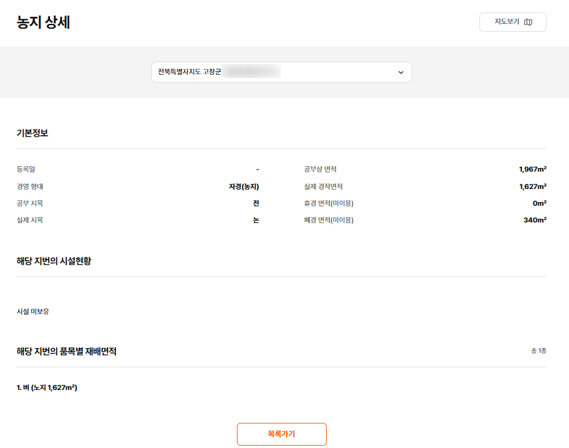 농지 상세
지도보기
전북특별자치도 고창군
기본정보
등록일 -
공부상 면적 1,967m²
경영 형태 자경(농지)
실제 경작면적 1,627m²
공부 지목 전
휴경 면적(미이용) 0m²
실제 지목 논
폐경 면적(미이용) 340m²
해당 지번의 시설현황
시설 미보유
해당 지번의 품목별 재배면적
총 1종
1. 벼 (노지 1,627m²)
목록가기